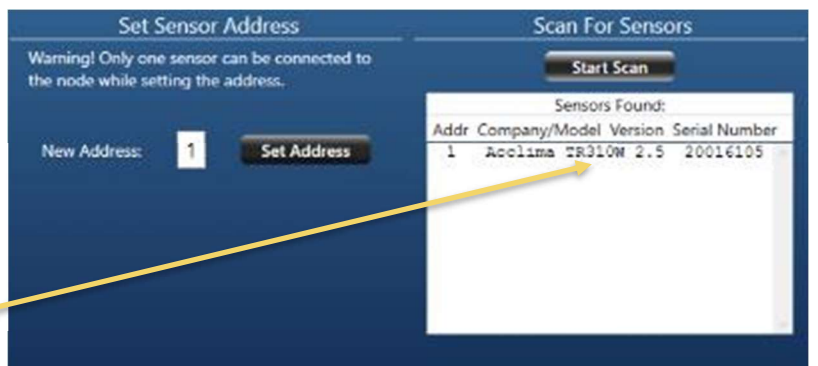 Set Sensor Address
Warning! Only one sensor can be connected to
the node while setting the address.
New Address: 1 Set Address
Scan For Sensors
Start Scan
Sensors Found:
Addr Company/Model Version Serial Number
1 Acclima TR310W 2.5 20016105